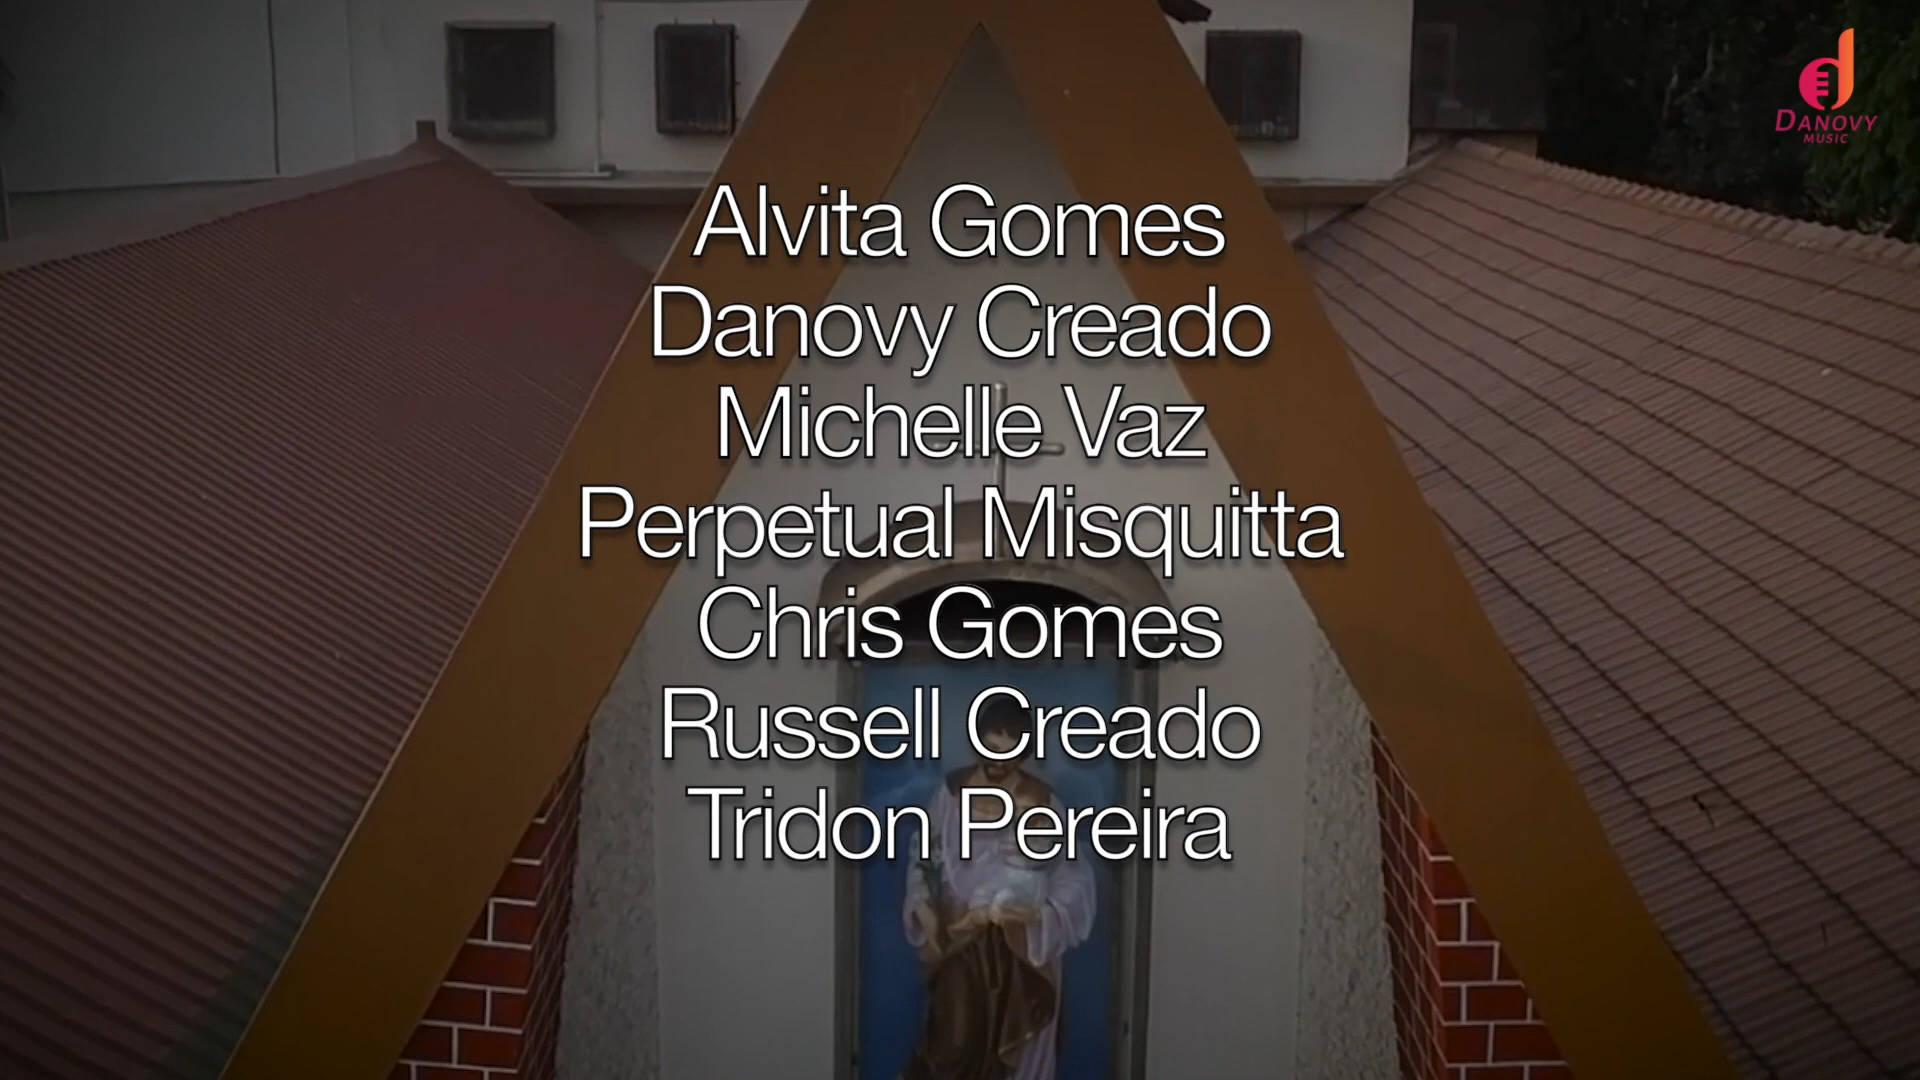 DANOVY
MUSIC
Alvita Gomes
Danovy Creado
Michelle Vaz
Perpetual Misquitta
Chris Gomes
Russell Creado
Tridon Pereira